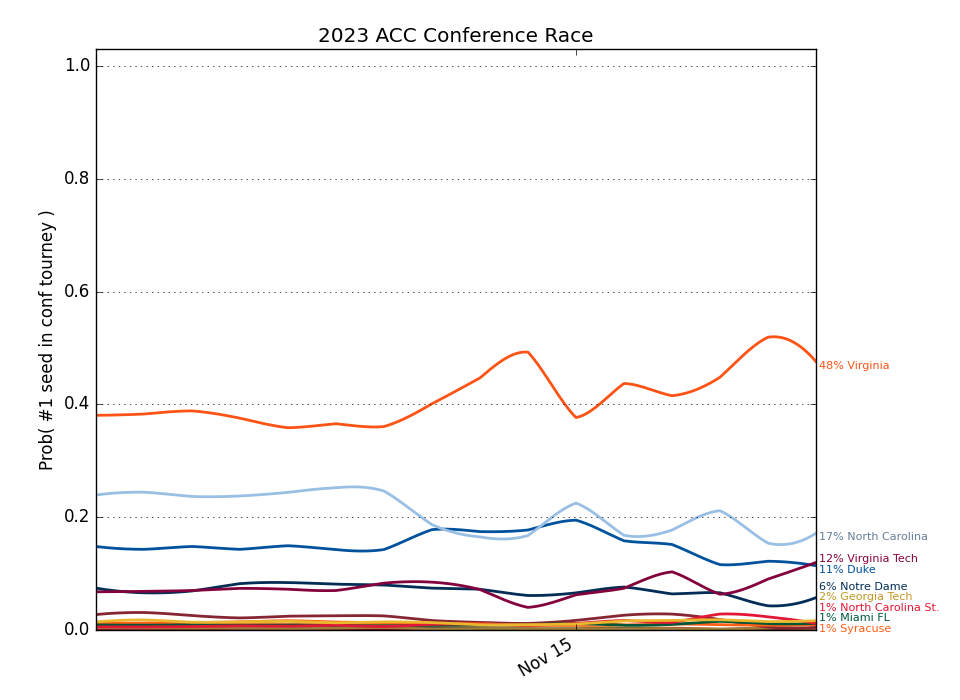 2023 ACC Conference Race
Prob( #1 seed in conf tourney )
1.0
0.8
0.6
0.4
0.2
0.0
Nov 15
48% Virginia
17% North Carolina
12% Virginia Tech
11% Duke
6% Notre Dame
2% Georgia Tech
1% North Carolina St.
1% Miami FL
1% Syracuse